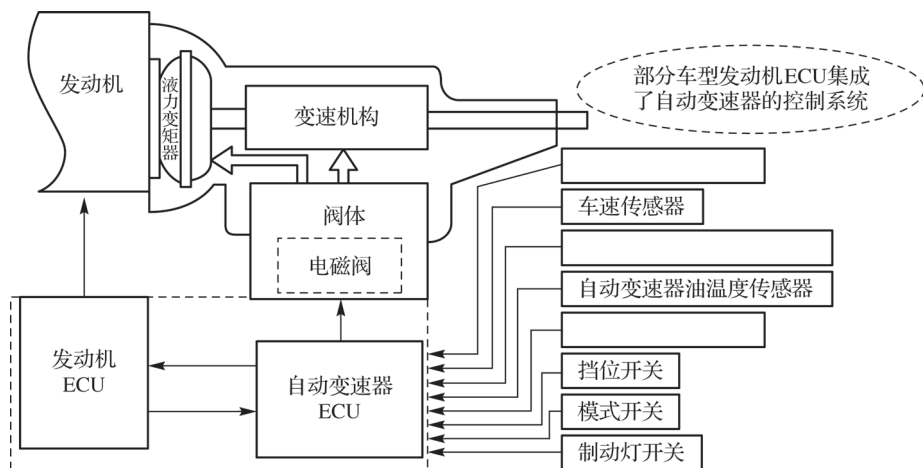 发动机
液力变矩器
变速机构
部分车型发动机ECU集成
了自动变速器的控制系统
阀体
电磁阀
车速传感器
自动变速器油温度传感器
发动机
ECU
自动变速器
ECU
挡位开关
模式开关
制动灯开关